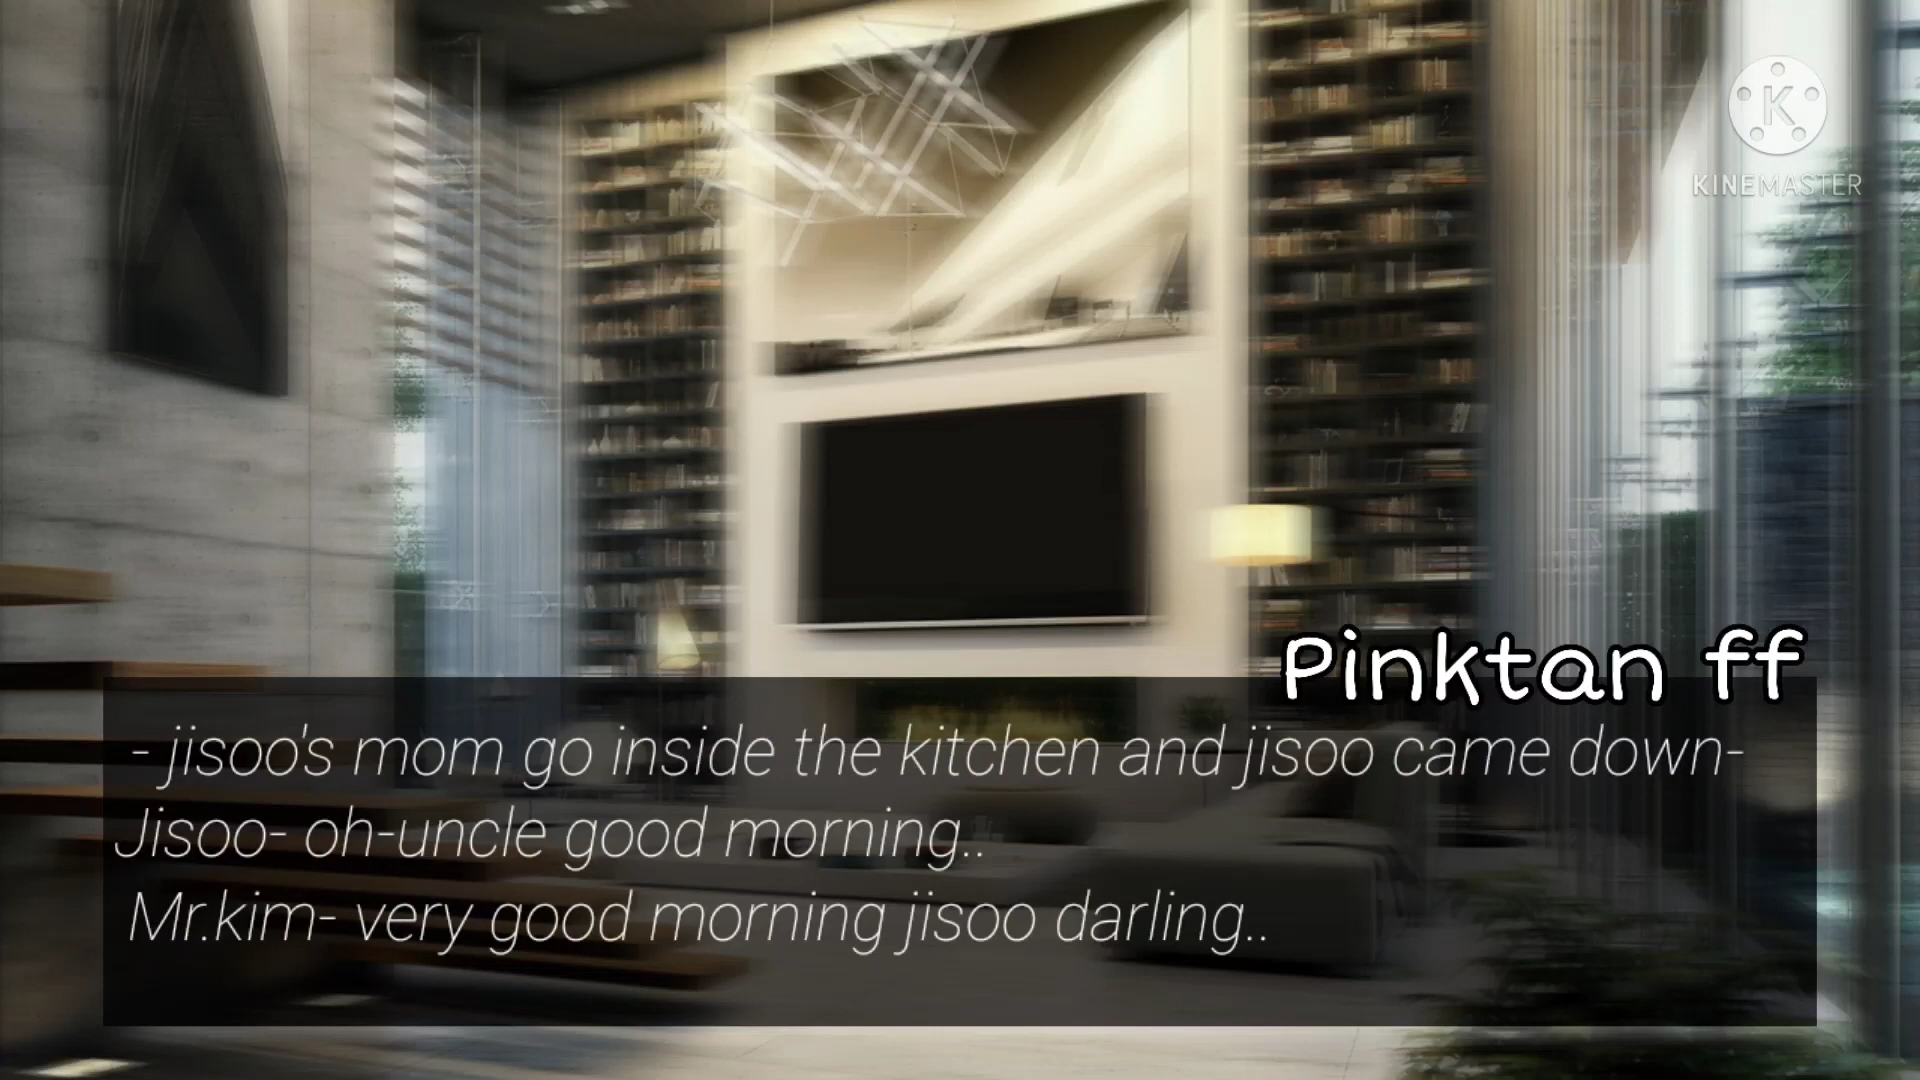 K
KINEMASTER
Pinktan ff
- jisoo's mom go inside the kitchen and jisoo came down-
Jisoo- oh-uncle good morning..
Mr.kim- very good morning jisoo darling..